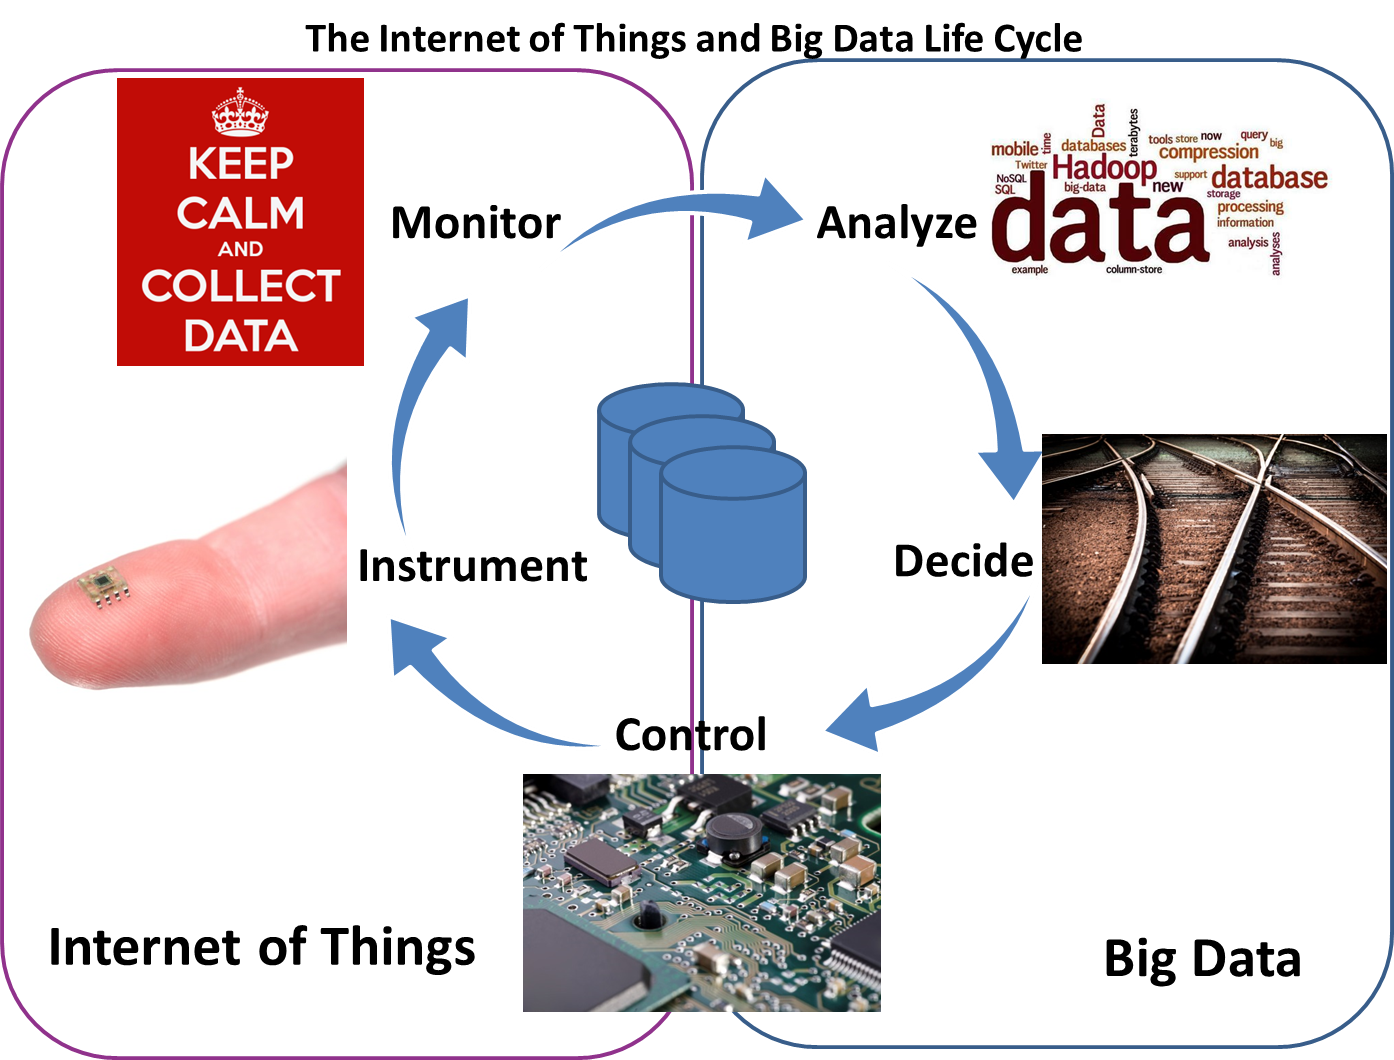 The Internet of Things and Big Data Life Cycle
KEEP
CALM
AND
COLLECT
DATA
Monitor
Analyze
Data
terabytes
time
mobile
databases
tools
store
now
query
big
Twitter
Hadoop
compression
NoSQL
SQL
big-data
support
new
database
storage
data
processing
information
analysis
analyses
example
column-store
Instrument
Decide
Control
Internet of Things
Big Data